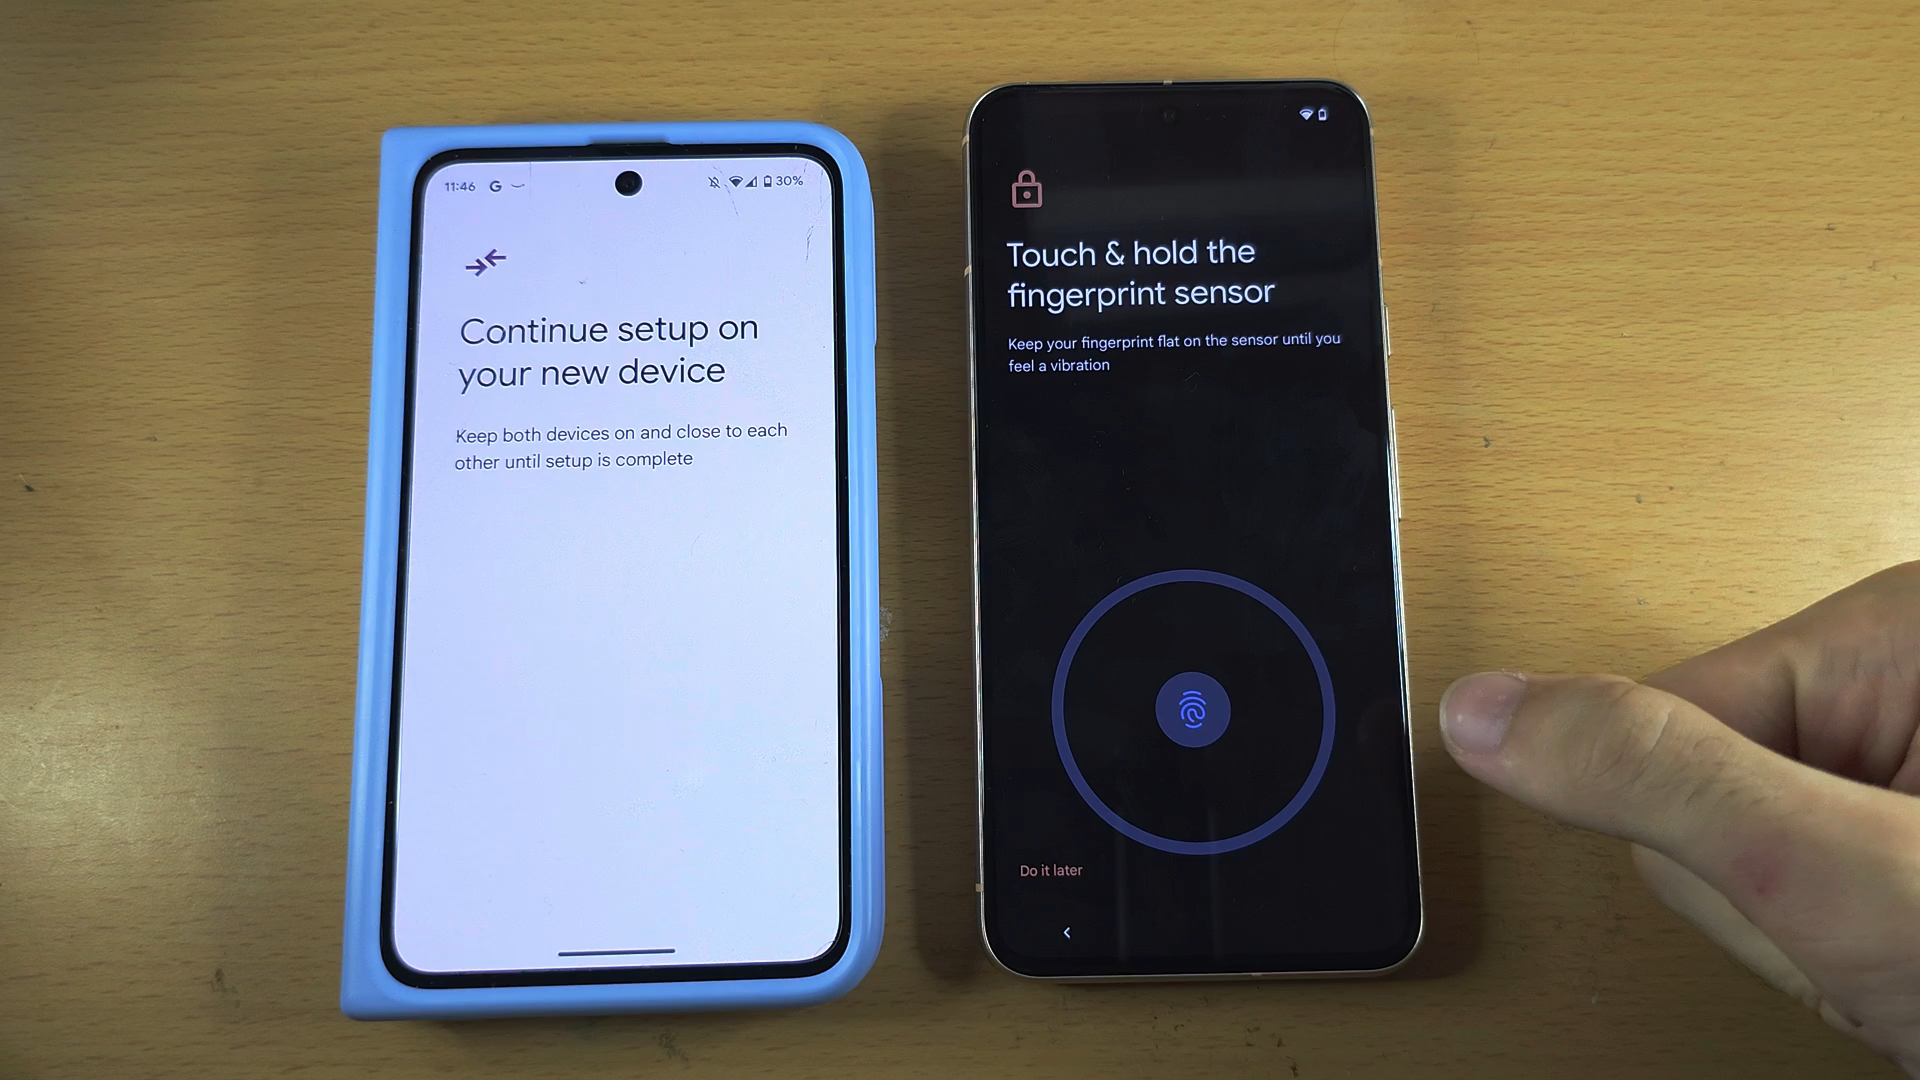 11:46 G 30%
Continue setup on
your new device
Keep both devices on and close to each
other until setup is complete
Touch & hold the
fingerprint sensor
Keep your fingerprint flat on the sensor until you
feel a vibration
Do it later